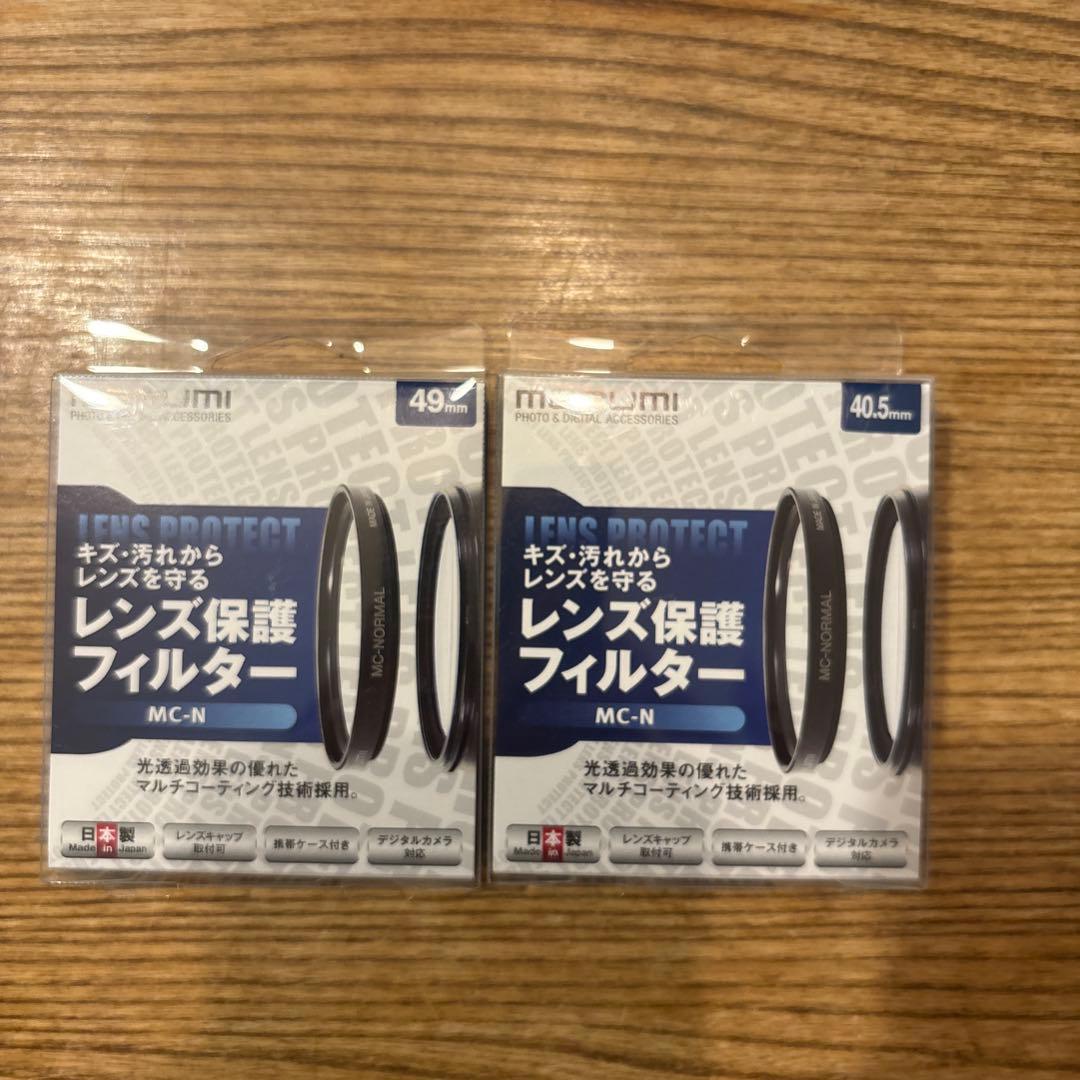 marumi
PHOTO & DIGITAL ACCESSORIES
49mm
LENS PROTECT
キズ・汚れから
レンズを守る
レンズ保護
フィルター
MC-N
MC-NORMAL
光透過効果の優れた
マルチコーティング技術採用。
日本製
Made in Japan
レンズキャップ
取付可
携帯ケース付き
デジタルカメラ
対応
marumi
PHOTO & DIGITAL ACCESSORIES
40.5mm
LENS PROTECT
キズ・汚れから
レンズを守る
レンズ保護
フィルター
MC-N
MC-NORMAL
MADE
光透過効果の優れた
マルチコーティング技術採用。
日本製
Made in Japan
レンズキャップ
取付可
携帯ケース付き
デジタルカメラ
対応